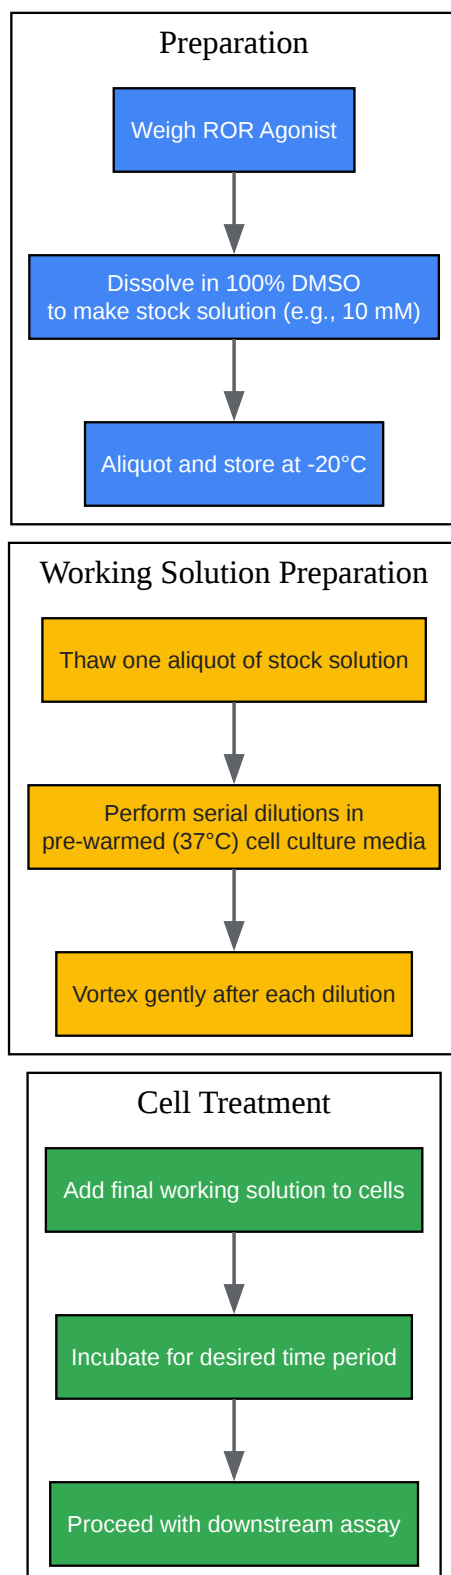 Preparation
Weigh ROR Agonist
Dissolve in 100% DMSO
to make stock solution (e.g., 10 mM)
Aliquot and store at -20°C
Working Solution Preparation
Thaw one aliquot of stock solution
Perform serial dilutions in
pre-warmed (37°C) cell culture media
Vortex gently after each dilution
Cell Treatment
Add final working solution to cells
Incubate for desired time period
Proceed with downstream assay